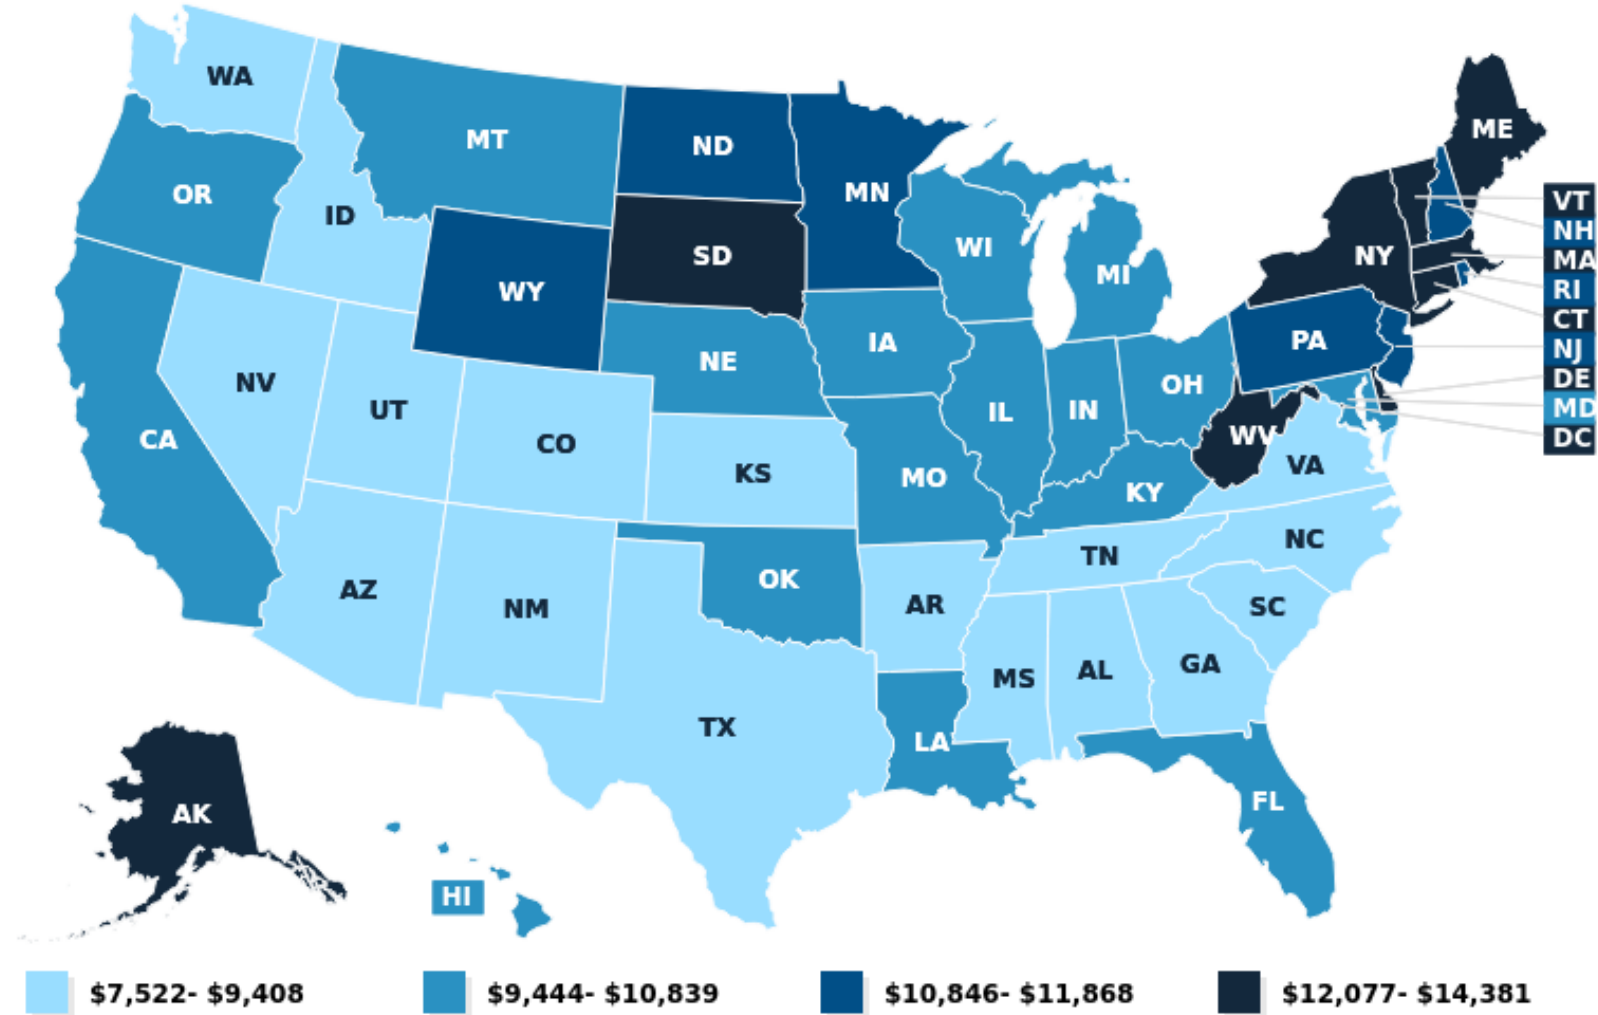 WA
MT
ND
MN
ME
OR
ID
SD
WY
WI
MI
NY
VT
NH
MA
RI
CT
NJ
DE
MD
DC
IA
NE
PA
NV
UT
CO
CA
KS
MO
IL
IN
OH
WV
VA
KY
NC
TN
AZ
NM
OK
AR
SC
MS
AL
GA
TX
LA
FL
AK
HI
$7,522- $9,408
$9,444- $10,839
$10,846- $11,868
$12,077- $14,381